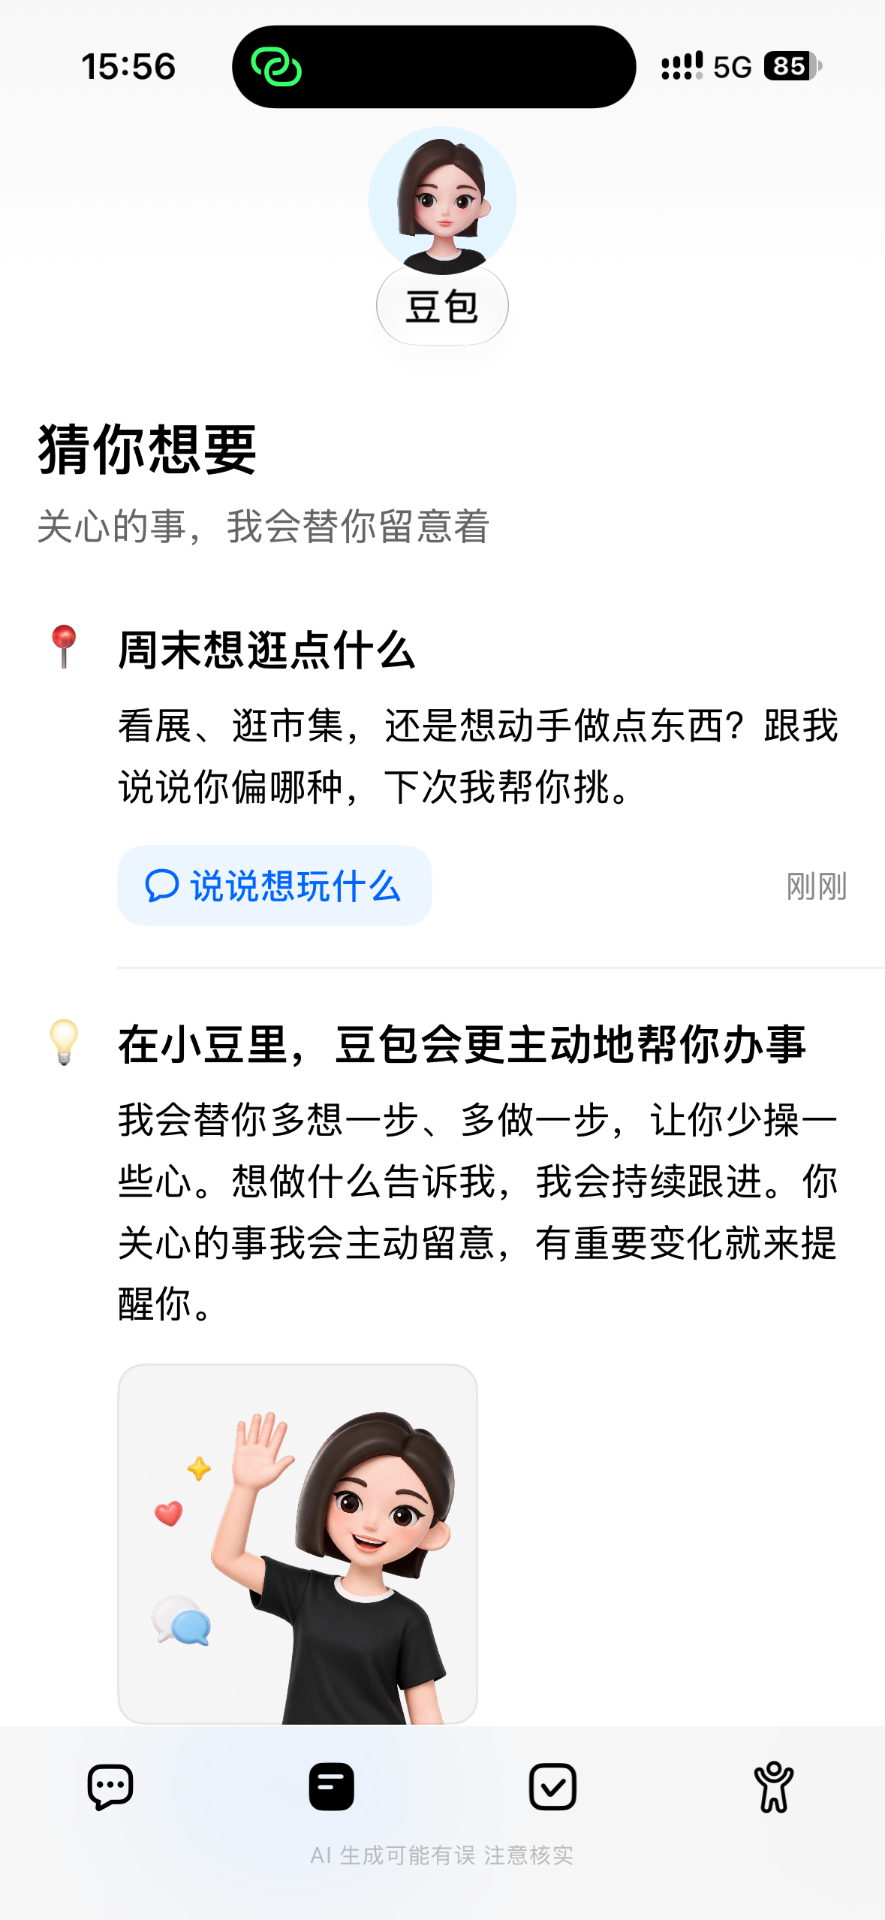 15:56
5G
85
豆包
猜你想要
关心的事，我会替你留意着
周末想逛点什么
看展、逛市集，还是想动手做点东西？跟我
说说你偏哪种，下次我帮你挑。
说说想玩什么
刚刚
在小豆里，豆包会更主动地帮你办事
我会替你多想一步、多做一步，让你少操一
些心。想做什么告诉我，我会持续跟进。你
关心的事我会主动留意，有重要变化就来提
醒你。
AI 生成可能有误 注意核实